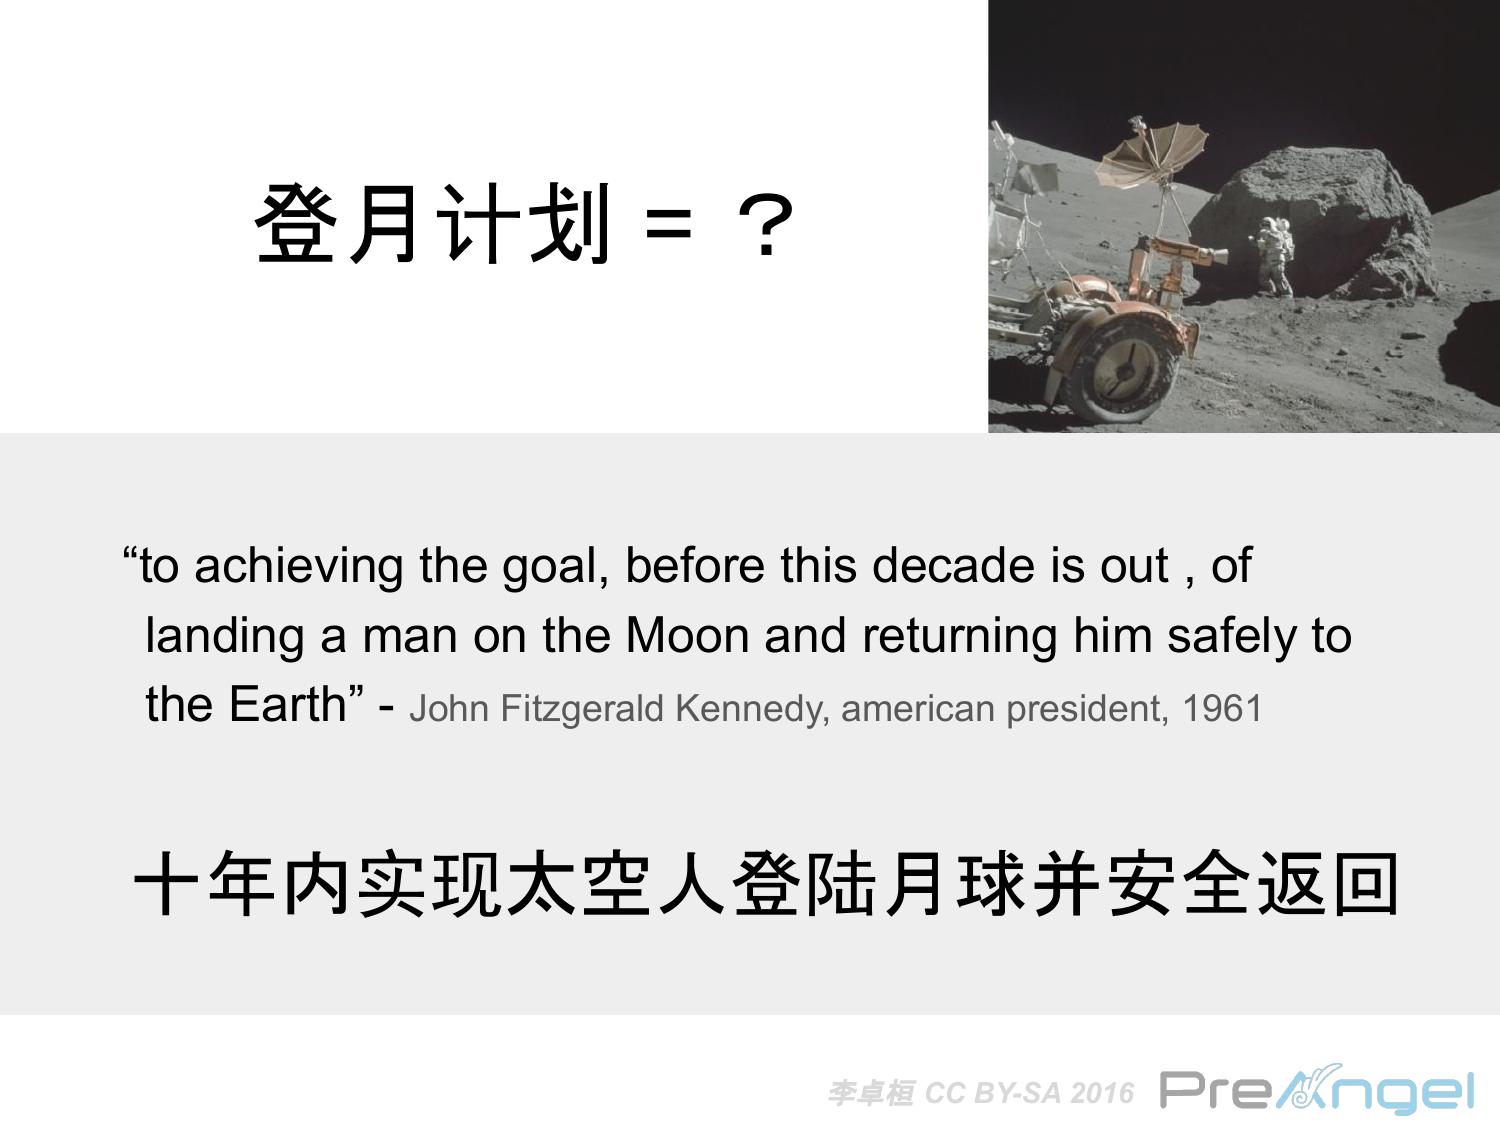 登月计划 = ？
“to achieving the goal, before this decade is out , of
landing a man on the Moon and returning him safely to
the Earth” - John Fitzgerald Kennedy, american president, 1961
十年内实现太空人登陆月球并安全返回
李卓桓 CC BY-SA 2016 PreAngel